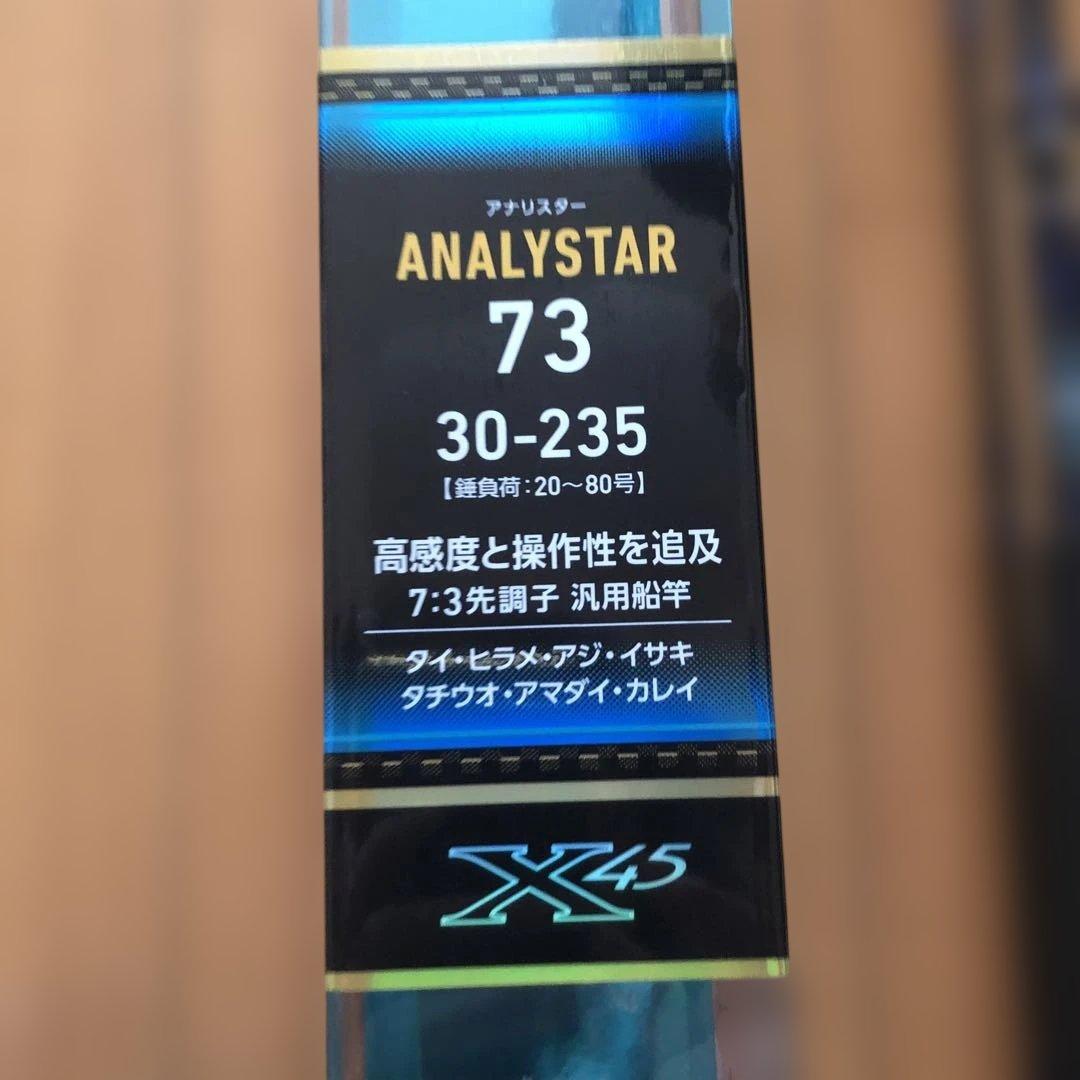 アナリスター
ANALYSTAR
73
30-235
【錘負荷:20〜80号】
高感度と操作性を追及
7:3先調子 汎用船竿
タイ・ヒラメ・アジ・イサキ
タチウオ・アマダイ・カレイ
X45